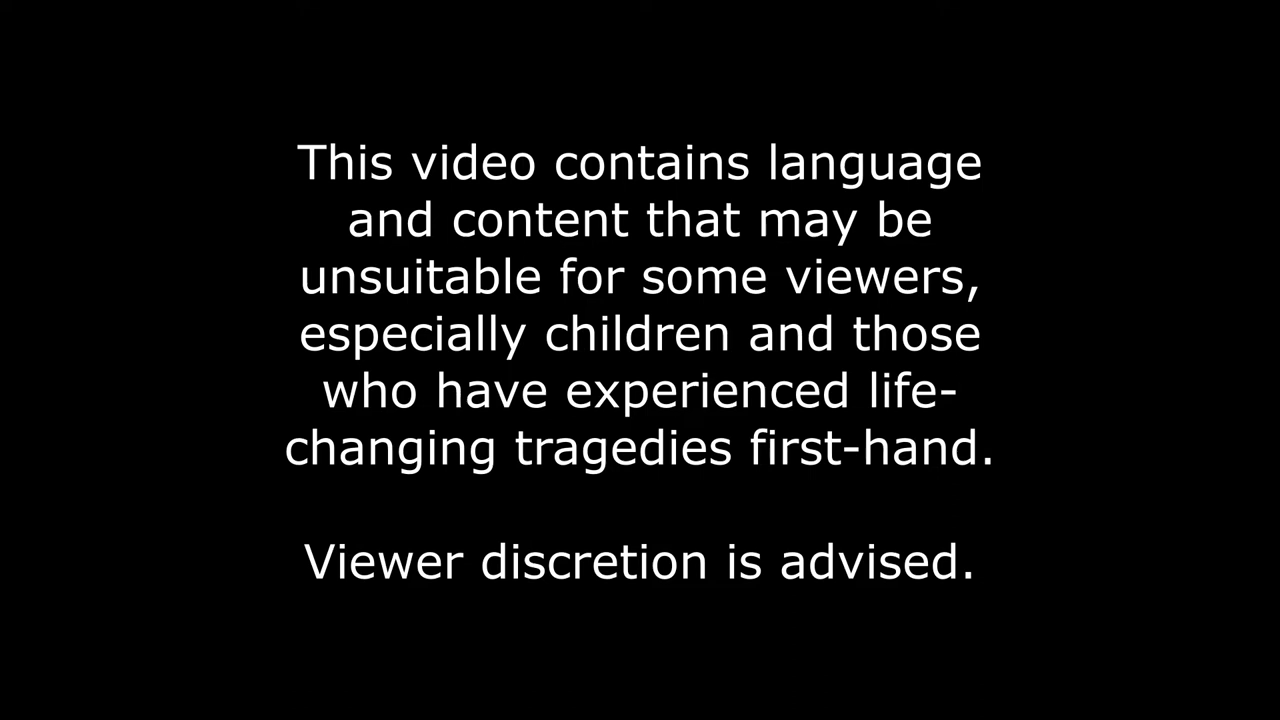 This video contains language
and content that may be
unsuitable for some viewers,
especially children and those
who have experienced life-
changing tragedies first-hand.
Viewer discretion is advised.